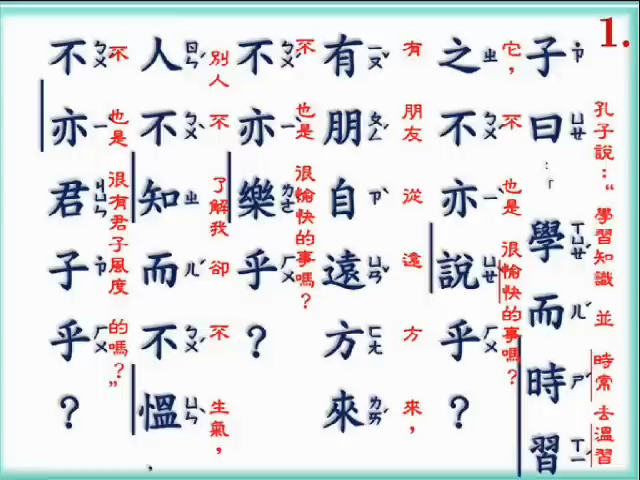 1.
子曰：「學而時習
孔子說：“學習知識並時常去溫習
之不亦說乎？
它，不也是很愉快的事嗎？
有朋自遠方來
有朋友從遠方來，
不亦樂乎？
不也是很愉快的事嗎？
人不知而不慍，
別人不了解我卻不生氣，
不亦君子乎？
不也是很有君子風度的嗎？”